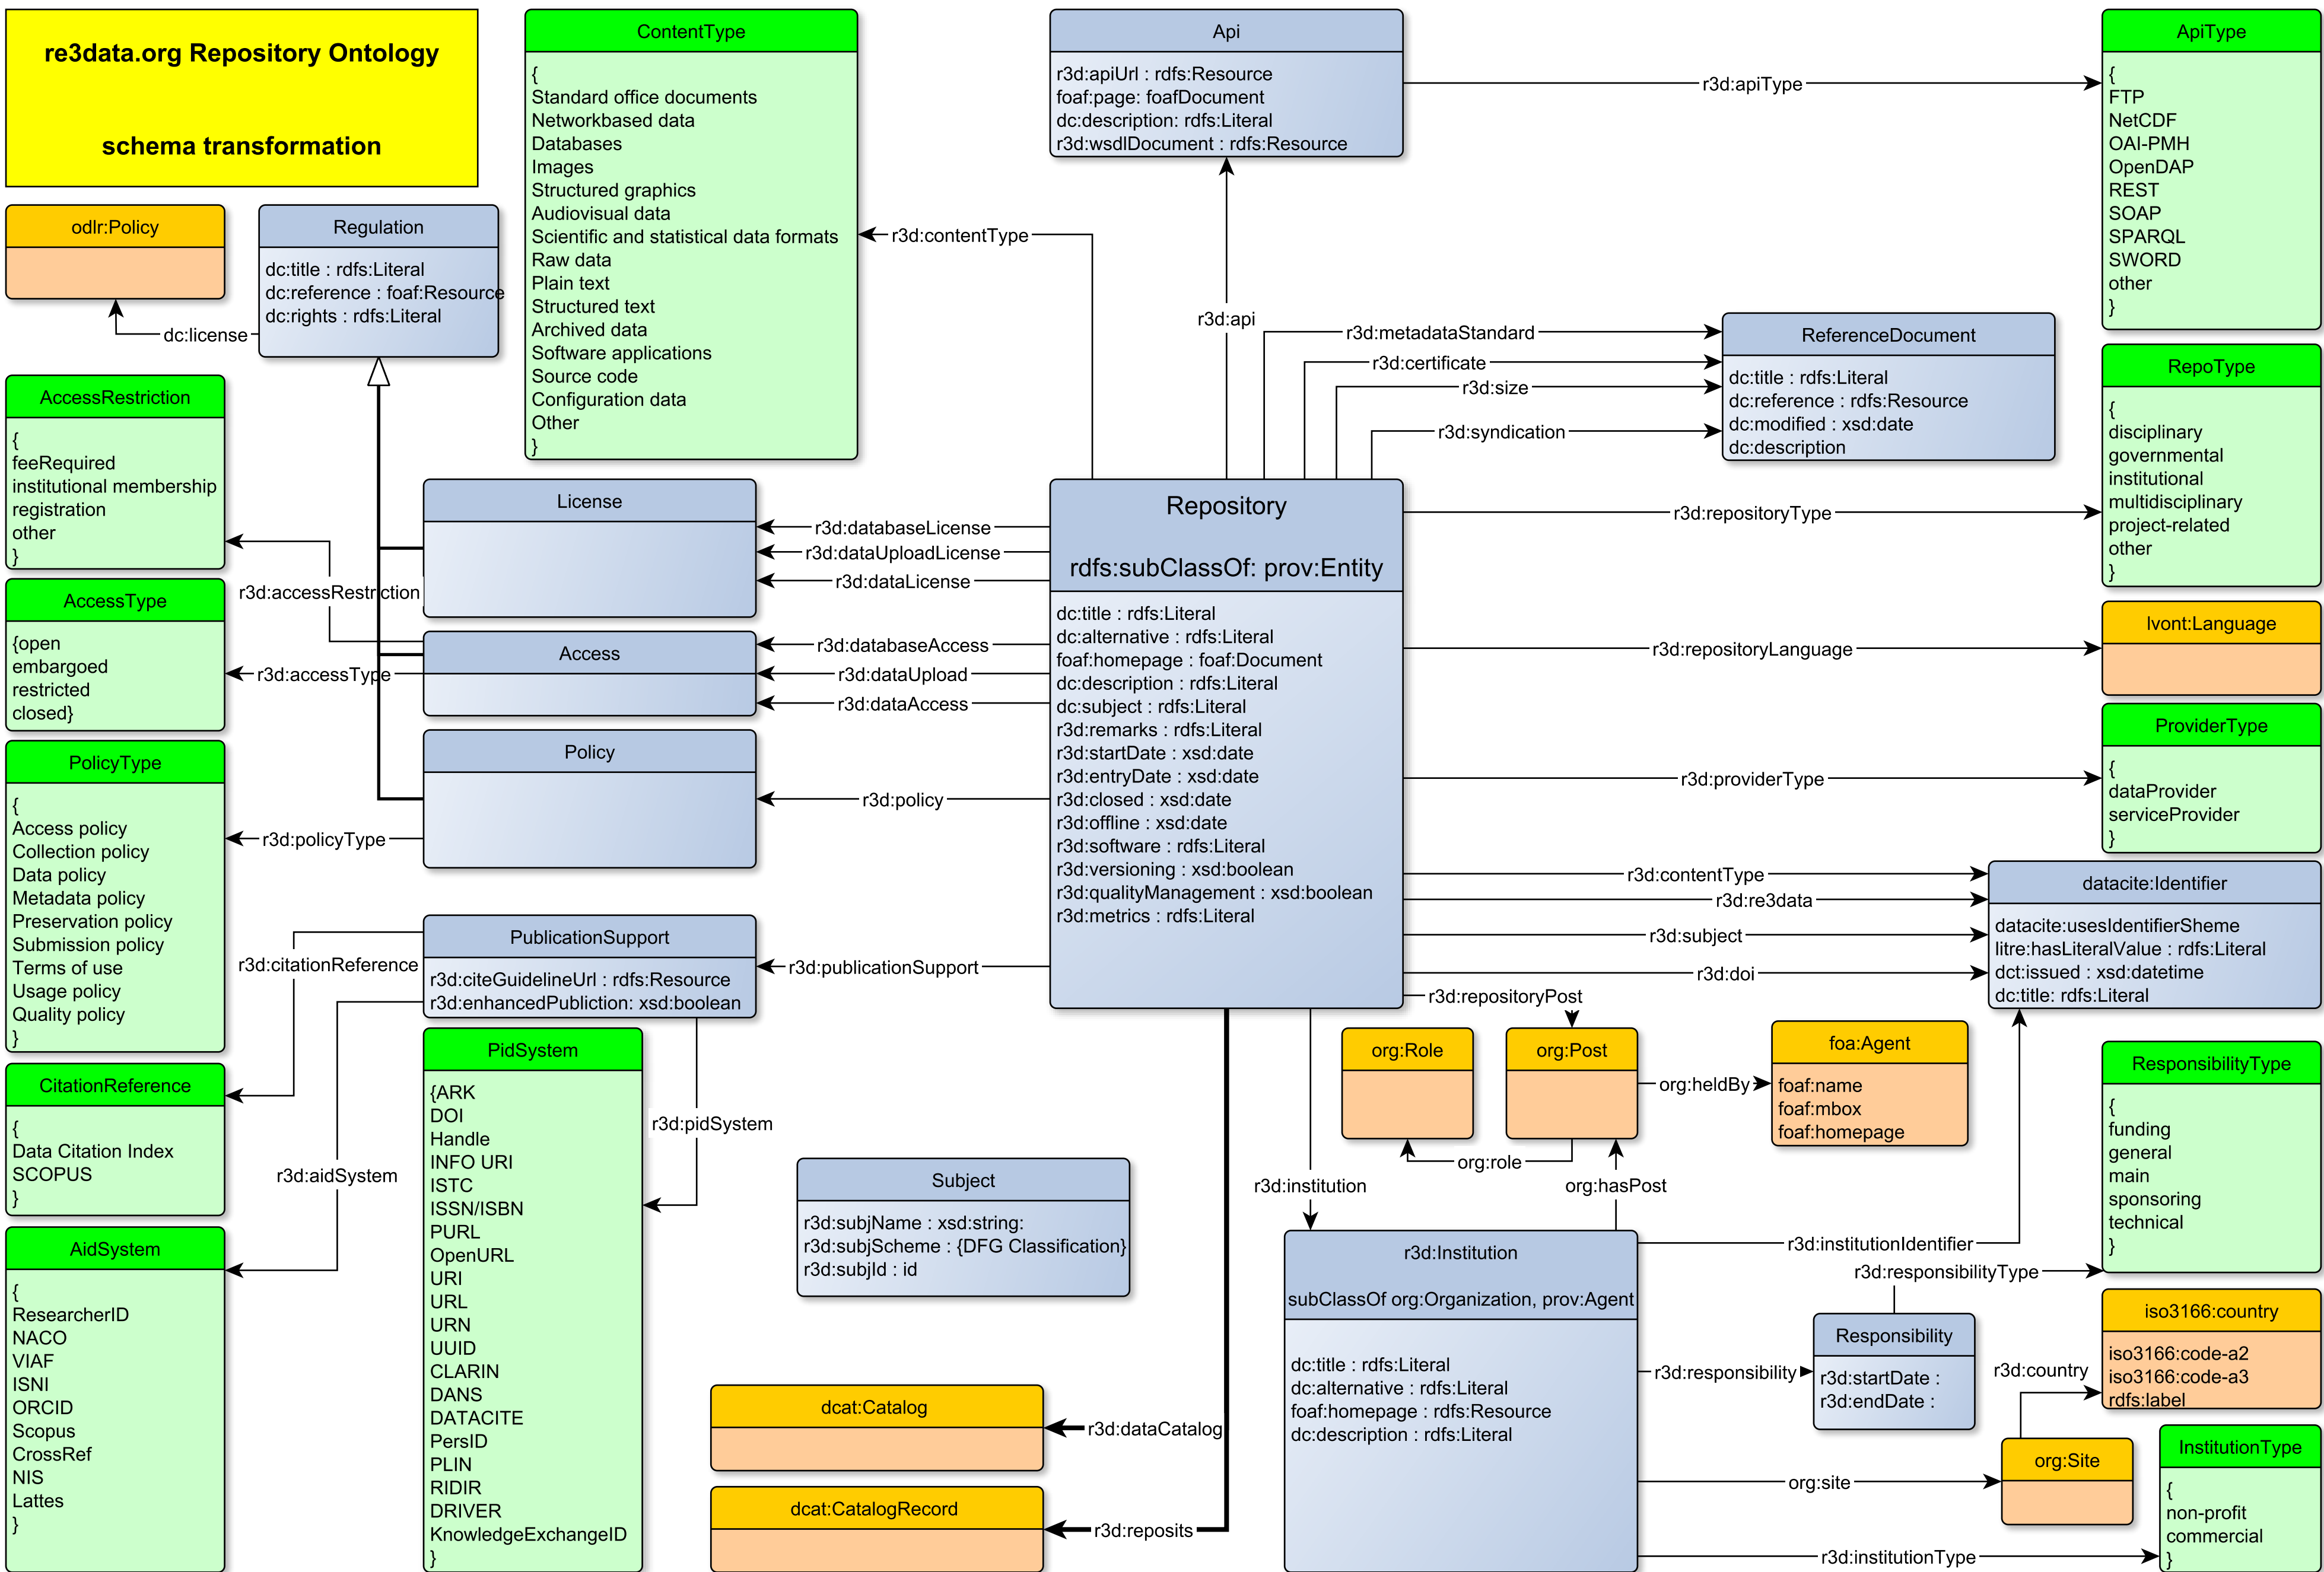 re3data.org Repository Ontology
schema transformation
ContentType
{
Standard office documents
Networkbased data
Databases
Images
Structured graphics
Audiovisual data
Scientific and statistical data formats
Raw data
Plain text
Structured text
Archived data
Software applications
Source code
Configuration data
Other
}
Api
r3d:apiUrl : rdfs:Resource
foaf:page: foafDocument
dc:description: rdfs:Literal
r3d:wsdlDocument : rdfs:Resource
r3d:apiType
ApiType
{
FTP
NetCDF
OAI-PMH
OpenDAP
REST
SOAP
SPARQL
SWORD
other
}
odlr:Policy
Regulation
dc:title : rdfs:Literal
dc:reference : foaf:Resource
dc:rights : rdfs:Literal
dc:license
r3d:contentType
r3d:api
r3d:metadataStandard
r3d:certificate
r3d:size
r3d:syndication
ReferenceDocument
dc:title : rdfs:Literal
dc:reference : rdfs:Resource
dc:modified : xsd:date
dc:description
RepoType
{
disciplinary
governmental
institutional
multidisciplinary
project-related
other
}
AccessRestriction
{
feeRequired
institutional membership
registration
other
}
License
r3d:databaseLicense
r3d:dataUploadLicense
r3d:dataLicense
Repository
rdfs:subClassOf: prov:Entity
dc:title : rdfs:Literal
dc:alternative : rdfs:Literal
foaf:homepage : foaf:Document
dc:description : rdfs:Literal
dc:subject : rdfs:Literal
r3d:remarks : rdfs:Literal
r3d:startDate : xsd:date
r3d:entryDate : xsd:date
r3d:closed : xsd:date
r3d:offline : xsd:date
r3d:software : rdfs:Literal
r3d:versioning : xsd:boolean
r3d:qualityManagement : xsd:boolean
r3d:metrics : rdfs:Literal
r3d:repositoryType
r3d:accessRestriction
AccessType
{open
embargoed
restricted
closed}
r3d:accessType
Access
r3d:databaseAccess
r3d:dataUpload
r3d:dataAccess
r3d:repositoryLanguage
lvont:Language
PolicyType
{
Access policy
Collection policy
Data policy
Metadata policy
Preservation policy
Submission policy
Terms of use
Usage policy
Quality policy
}
r3d:policyType
Policy
r3d:policy
r3d:providerType
ProviderType
{
dataProvider
serviceProvider
}
r3d:contentType
r3d:re3data
r3d:subject
r3d:doi
datacite:Identifier
datacite:usesIdentifierSheme
litre:hasLiteralValue : rdfs:Literal
dct:issued : xsd:datetime
dc:title: rdfs:Literal
r3d:citationReference
PublicationSupport
r3d:citeGuidelineUrl : rdfs:Resource
r3d:enhancedPubliction: xsd:boolean
r3d:publicationSupport
r3d:repositoryPost
org:Role
org:Post
org:heldBy
foa:Agent
foaf:name
foaf:mbox
foaf:homepage
org:role
ResponsibilityType
{
funding
general
main
sponsoring
technical
}
CitationReference
{
Data Citation Index
SCOPUS
}
r3d:aidSystem
PidSystem
{ARK
DOI
Handle
INFO URI
ISTC
ISSN/ISBN
PURL
OpenURL
URI
URL
URN
UUID
CLARIN
DANS
DATACITE
PersID
PLIN
RIDIR
DRIVER
KnowledgeExchangeID
}
r3d:pidSystem
Subject
r3d:subjName : xsd:string:
r3d:subjScheme : {DFG Classification}
r3d:subjId : id
r3d:institution
org:hasPost
AidSystem
{
ResearcherID
NACO
VIAF
ISNI
ORCID
Scopus
CrossRef
NIS
Lattes
}
r3d:Institution
subClassOf org:Organization, prov:Agent
dc:title : rdfs:Literal
dc:alternative : rdfs:Literal
foaf:homepage : rdfs:Resource
dc:description : rdfs:Literal
r3d:institutionIdentifier
r3d:responsibilityType
r3d:responsibility
Responsibility
r3d:startDate :
r3d:endDate :
r3d:country
iso3166:country
iso3166:code-a2
iso3166:code-a3
rdfs:label
dcat:Catalog
r3d:dataCatalog
dcat:CatalogRecord
r3d:reposits
org:site
org:Site
r3d:institutionType
InstitutionType
{
non-profit
commercial
}